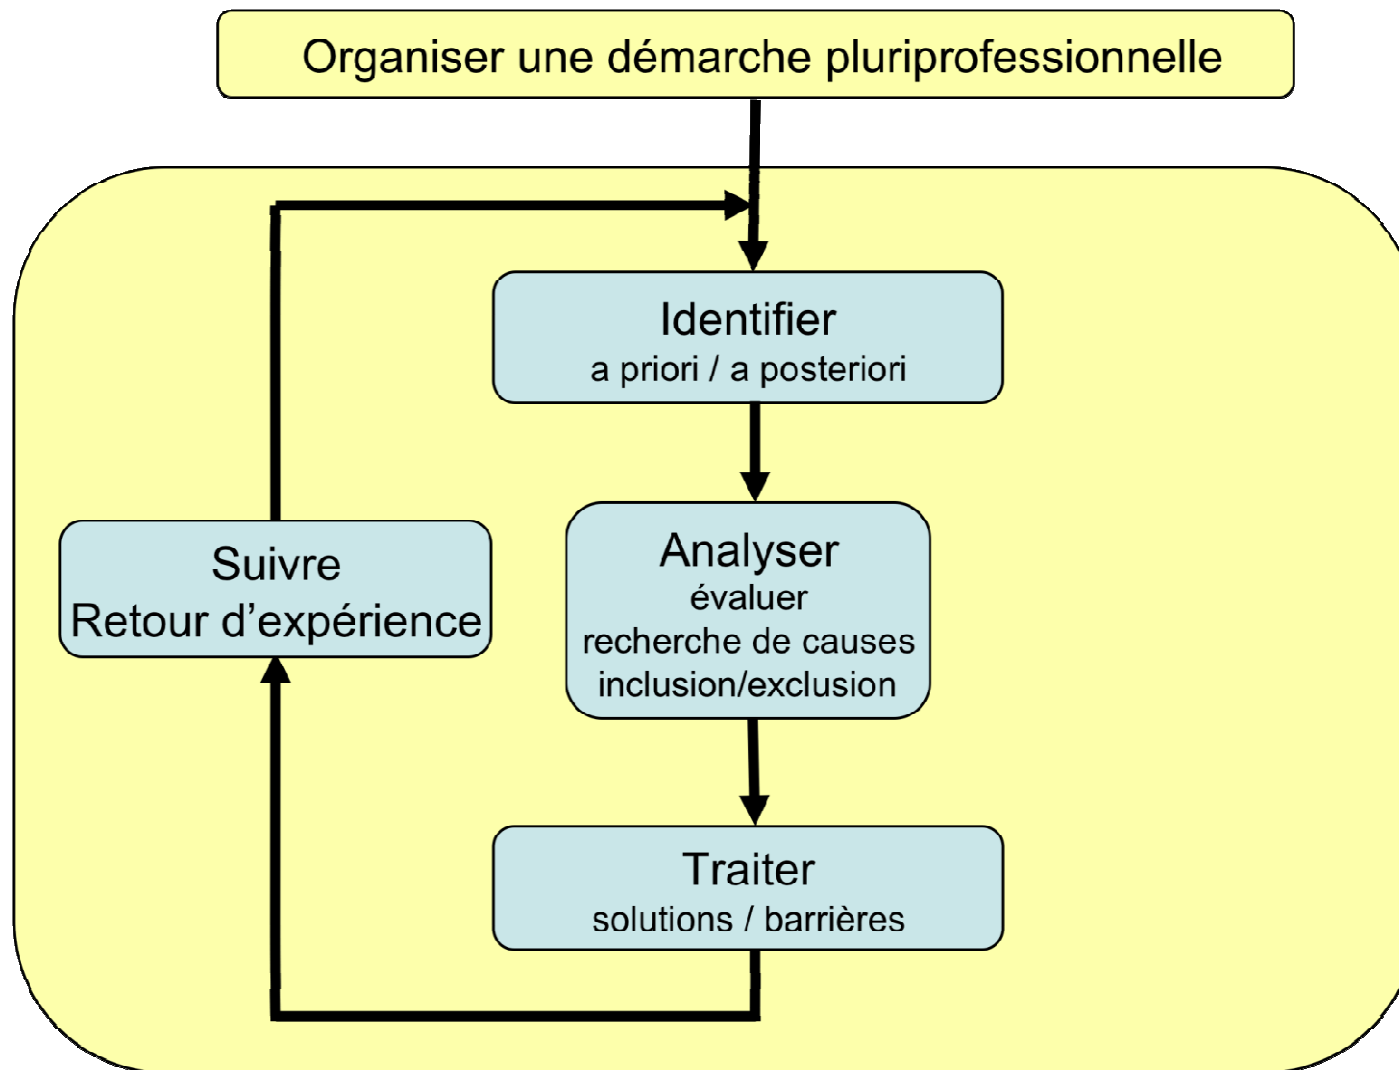 Organiser une démarche pluriprofessionnelle
Identifier
a priori / a posteriori
Analyser
évaluer
recherche de causes
inclusion/exclusion
Traiter
solutions / barrières
Suivre
Retour d’expérience